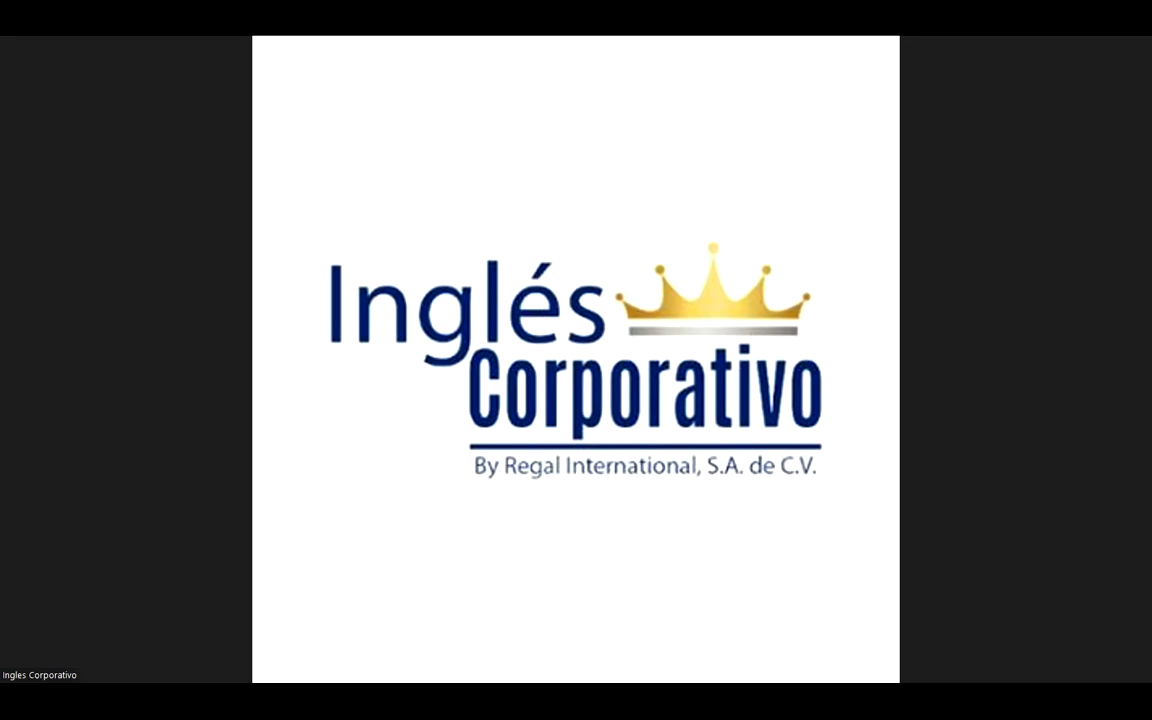 Inglés
Corporativo
By Regal International, S.A. de C.V.
Ingles Corporativo